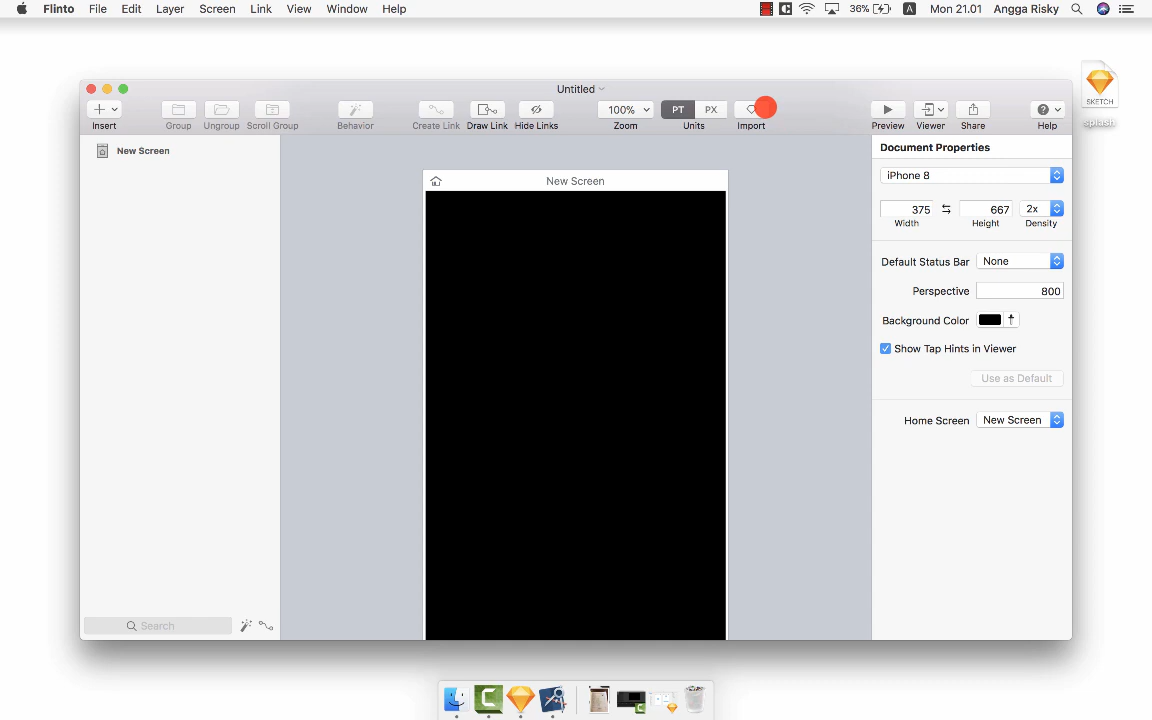 Flinto File Edit Layer Screen Link View Window Help 36% A Mon 21.01 Angga Risky
SKETCH
splash
Untitled
100% PT PX
Insert Group Ungroup Scroll Group Behavior Create Link Draw Link Hide Links Zoom Units Import Preview Viewer Share Help
New Screen
New Screen
Document Properties
iPhone 8
375 667 2x
Width Height Density
Default Status Bar None
Perspective 800
Background Color
Show Tap Hints in Viewer
Use as Default
Home Screen New Screen
Search